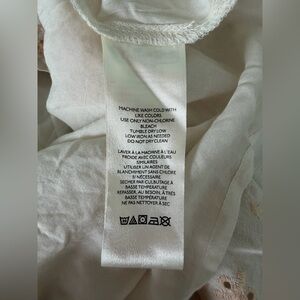 MACHINE WASH COLD WITH
LIKE COLORS
USE ONLY NON-CHLORINE
BLEACH
TUMBLE DRY LOW
LOW IRON AS NEEDED
DO NOT DRY CLEAN
LAVER À LA MACHINE À L'EAU
FROIDE AVEC COULEURS
SIMILAIRES
UTILISER UN AGENT DE
BLANCHIMENT SANS CHLORE
SI NÉCESSAIRE
SÉCHER PAR CULBUTAGE À
BASSE TEMPÉRATURE
REPASSER, AU BESOIN, À TRÈS
BASSE TEMPÉRATURE
NE PAS NETTOYER À SEC